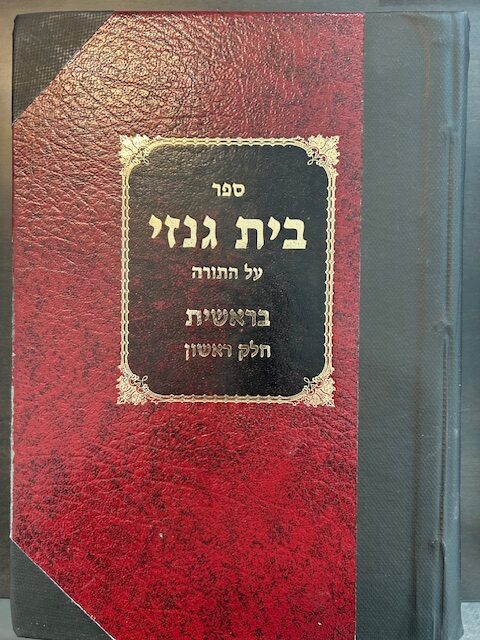 ספר
בית גנזי
על התורה
בראשית
חלק ראשון